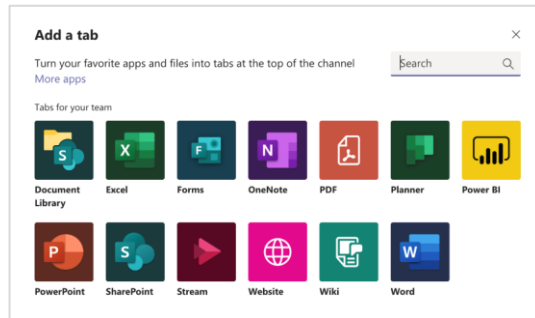 Add a tab
Turn your favorite apps and files into tabs at the top of the channel
Search
More apps
Tabs for your team
S
X
F
N
Document Library
Excel
Forms
OneNote
PDF
Planner
Power BI
P
S
W
PowerPoint
SharePoint
Stream
Website
Wiki
Word